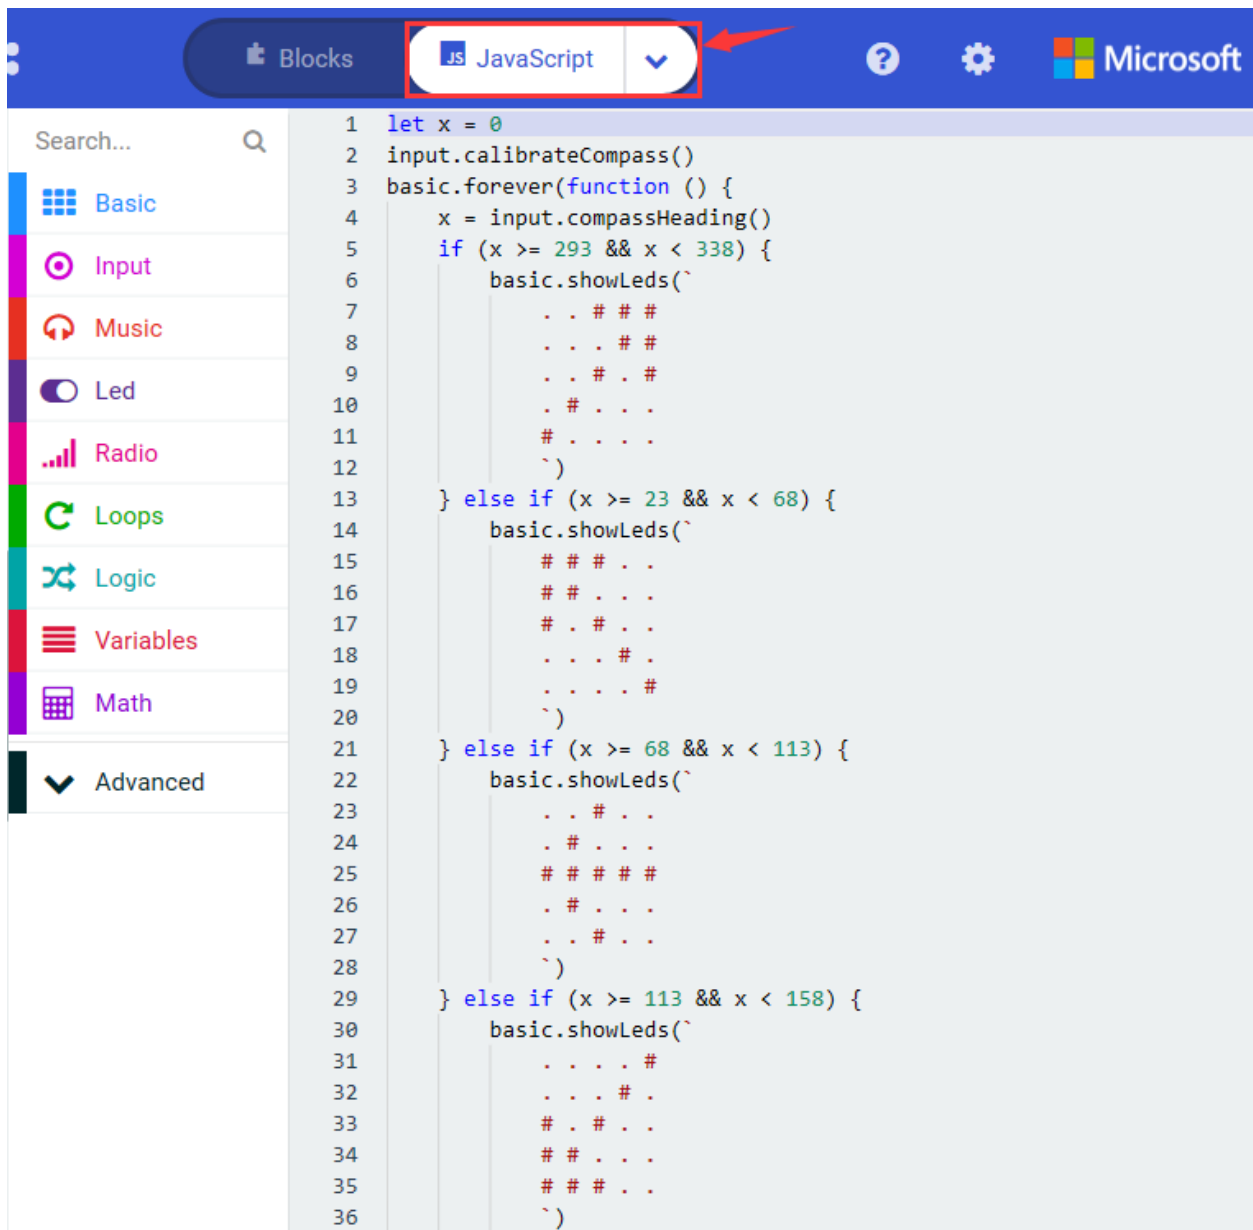 Blocks
JS JavaScript
Microsoft
Search...
Basic
Input
Music
Led
Radio
Loops
Logic
Variables
Math
Advanced
1 let x = 0
2 input.calibrateCompass()
3 basic.forever(function () {
4     x = input.compassHeading()
5     if (x >= 293 && x < 338) {
6         basic.showLeds(`
7             . . # # #
8             . . . # #
9             . . # . #
10             . # . . .
11             # . . . .
12             `)
13     } else if (x >= 23 && x < 68) {
14         basic.showLeds(`
15             # # # . .
16             # # . . .
17             # . # . .
18             . . . # .
19             . . . . #
20             `)
21     } else if (x >= 68 && x < 113) {
22         basic.showLeds(`
23             . . # . .
24             . # . . .
25             # # # # #
26             . # . . .
27             . . # . .
28             `)
29     } else if (x >= 113 && x < 158) {
30         basic.showLeds(`
31             . . . . #
32             . . . # .
33             # . # . .
34             # # . . .
35             # # # . .
36             `)